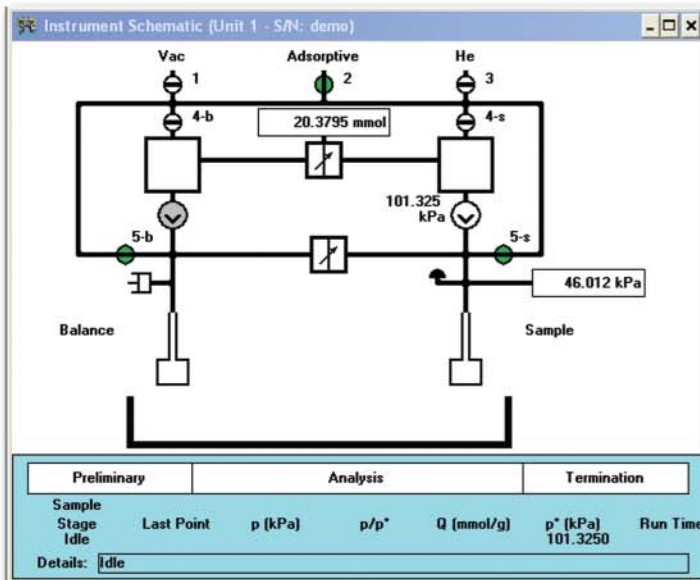 Instrument Schematic (Unit 1 - S/N: demo)
Vac Adsorptive He
1 2 3
4-b 20.3795 mmol 4-s
101.325
kPa
5-b 5-s
46.012 kPa
Balance Sample
Preliminary Analysis Termination
Sample
Stage Last Point p (kPa) p/p* Q (mmol/g) p* (kPa) Run Time
Idle 101.3250
Details: Idle